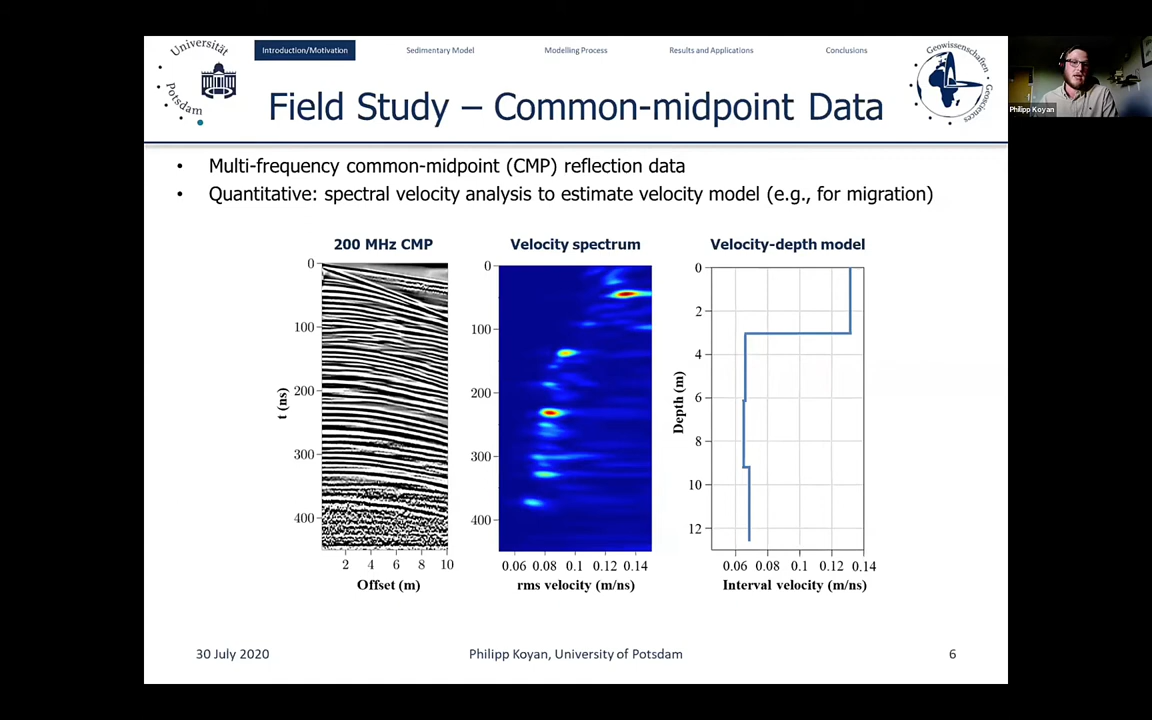 Universität
Potsdam
Introduction/Motivation
Sedimentary Model
Modelling Process
Results and Applications
Conclusions
Geowissenschaften
Geosciences
Philipp Koyan
Field Study – Common-midpoint Data
• Multi-frequency common-midpoint (CMP) reflection data
• Quantitative: spectral velocity analysis to estimate velocity model (e.g., for migration)
200 MHz CMP
0
100
200
300
400
t (ns)
2 4 6 8 10
Offset (m)
Velocity spectrum
0
100
200
300
400
0.06 0.08 0.1 0.12 0.14
rms velocity (m/ns)
Velocity-depth model
0
2
4
6
8
10
12
Depth (m)
0.06 0.08 0.1 0.12 0.14
Interval velocity (m/ns)
30 July 2020
Philipp Koyan, University of Potsdam
6